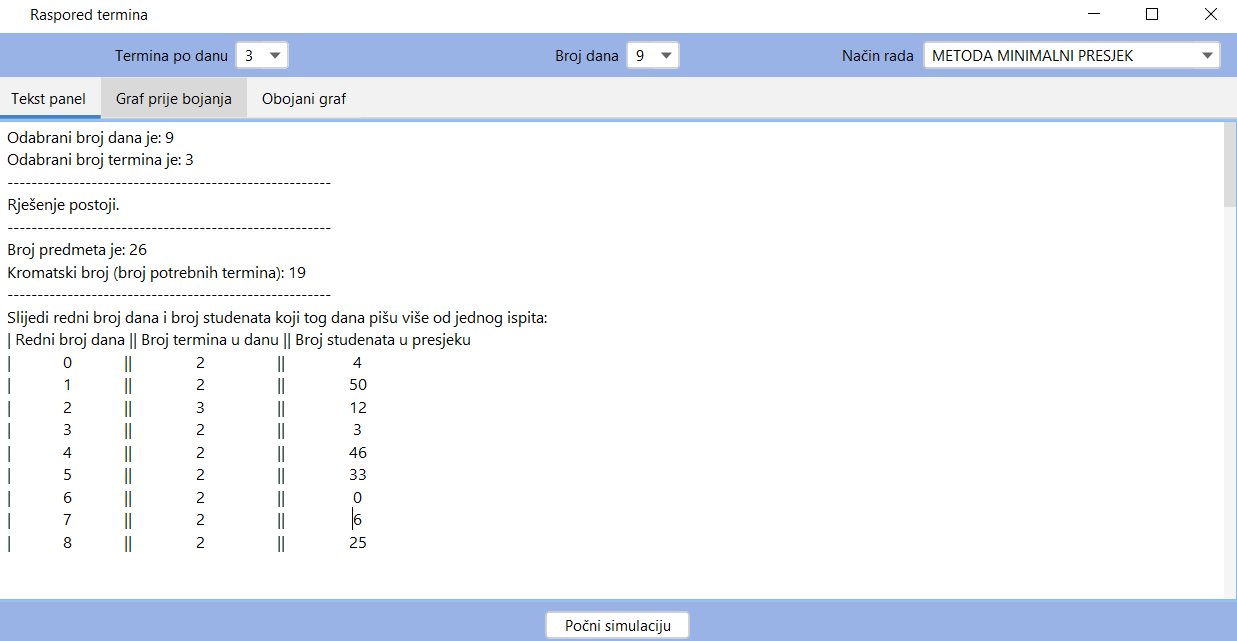 Raspored termina
Termina po danu 3 Broj dana 9 Način rada METODA MINIMALNI PRESJEK
Tekst panel Graf prije bojanja Obojani graf
Odabrani broj dana je: 9
Odabrani broj termina je: 3
------------------------------------------------------
Rješenje postoji.
------------------------------------------------------
Broj predmeta je: 26
Kromatski broj (broj potrebnih termina): 19
------------------------------------------------------
Slijedi redni broj dana i broj studenata koji tog dana pišu više od jednog ispita:
| Redni broj dana || Broj termina u danu || Broj studenata u presjeku
| 0 || 2 || 4
| 1 || 2 || 50
| 2 || 3 || 12
| 3 || 2 || 3
| 4 || 2 || 46
| 5 || 2 || 33
| 6 || 2 || 0
| 7 || 2 || 6
| 8 || 2 || 25
Počni simulaciju